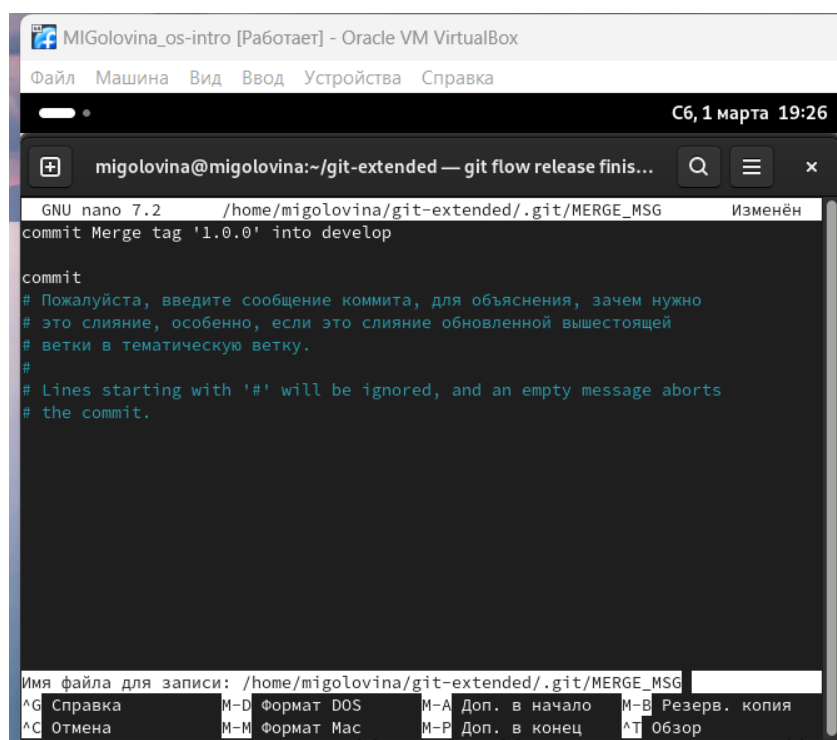 MIGolovina_os-intro [Работает] - Oracle VM VirtualBox
Файл Машина Вид Ввод Устройства Справка
Сб, 1 марта 19:26
migolovina@migolovina:~/git-extended — git flow release finis...
GNU nano 7.2 /home/migolovina/git-extended/.git/MERGE_MSG Изменён
commit Merge tag '1.0.0' into develop
commit
# Пожалуйста, введите сообщение коммита, для объяснения, зачем нужно
# это слияние, особенно, если это слияние обновленной вышестоящей
# ветки в тематическую ветку.
#
# Lines starting with '#' will be ignored, and an empty message aborts
# the commit.
Имя файла для записи: /home/migolovina/git-extended/.git/MERGE_MSG
^G Справка M-D Формат DOS M-A Доп. в начало M-B Резерв. копия
^C Отмена M-M Формат Mac M-P Доп. в конец ^T Обзор